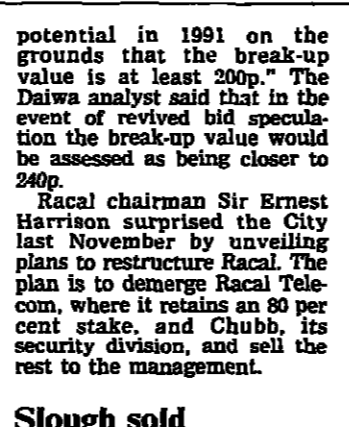 potential in 1991 on the
grounds that the break-up
value is at least 200p." The
Daiwa analyst said that in the
event of revived bid specula-
tion the break-up value would
be assessed as being closer to
240p.
Racal chairman Sir Ernest
Harrison surprised the City
last November by unveiling
plans to restructure Racal. The
plan is to demerge Racal Tele-
com, where it retains an 80 per
cent stake, and Chubb, its
security division, and sell the
rest to the management.
Slough sold